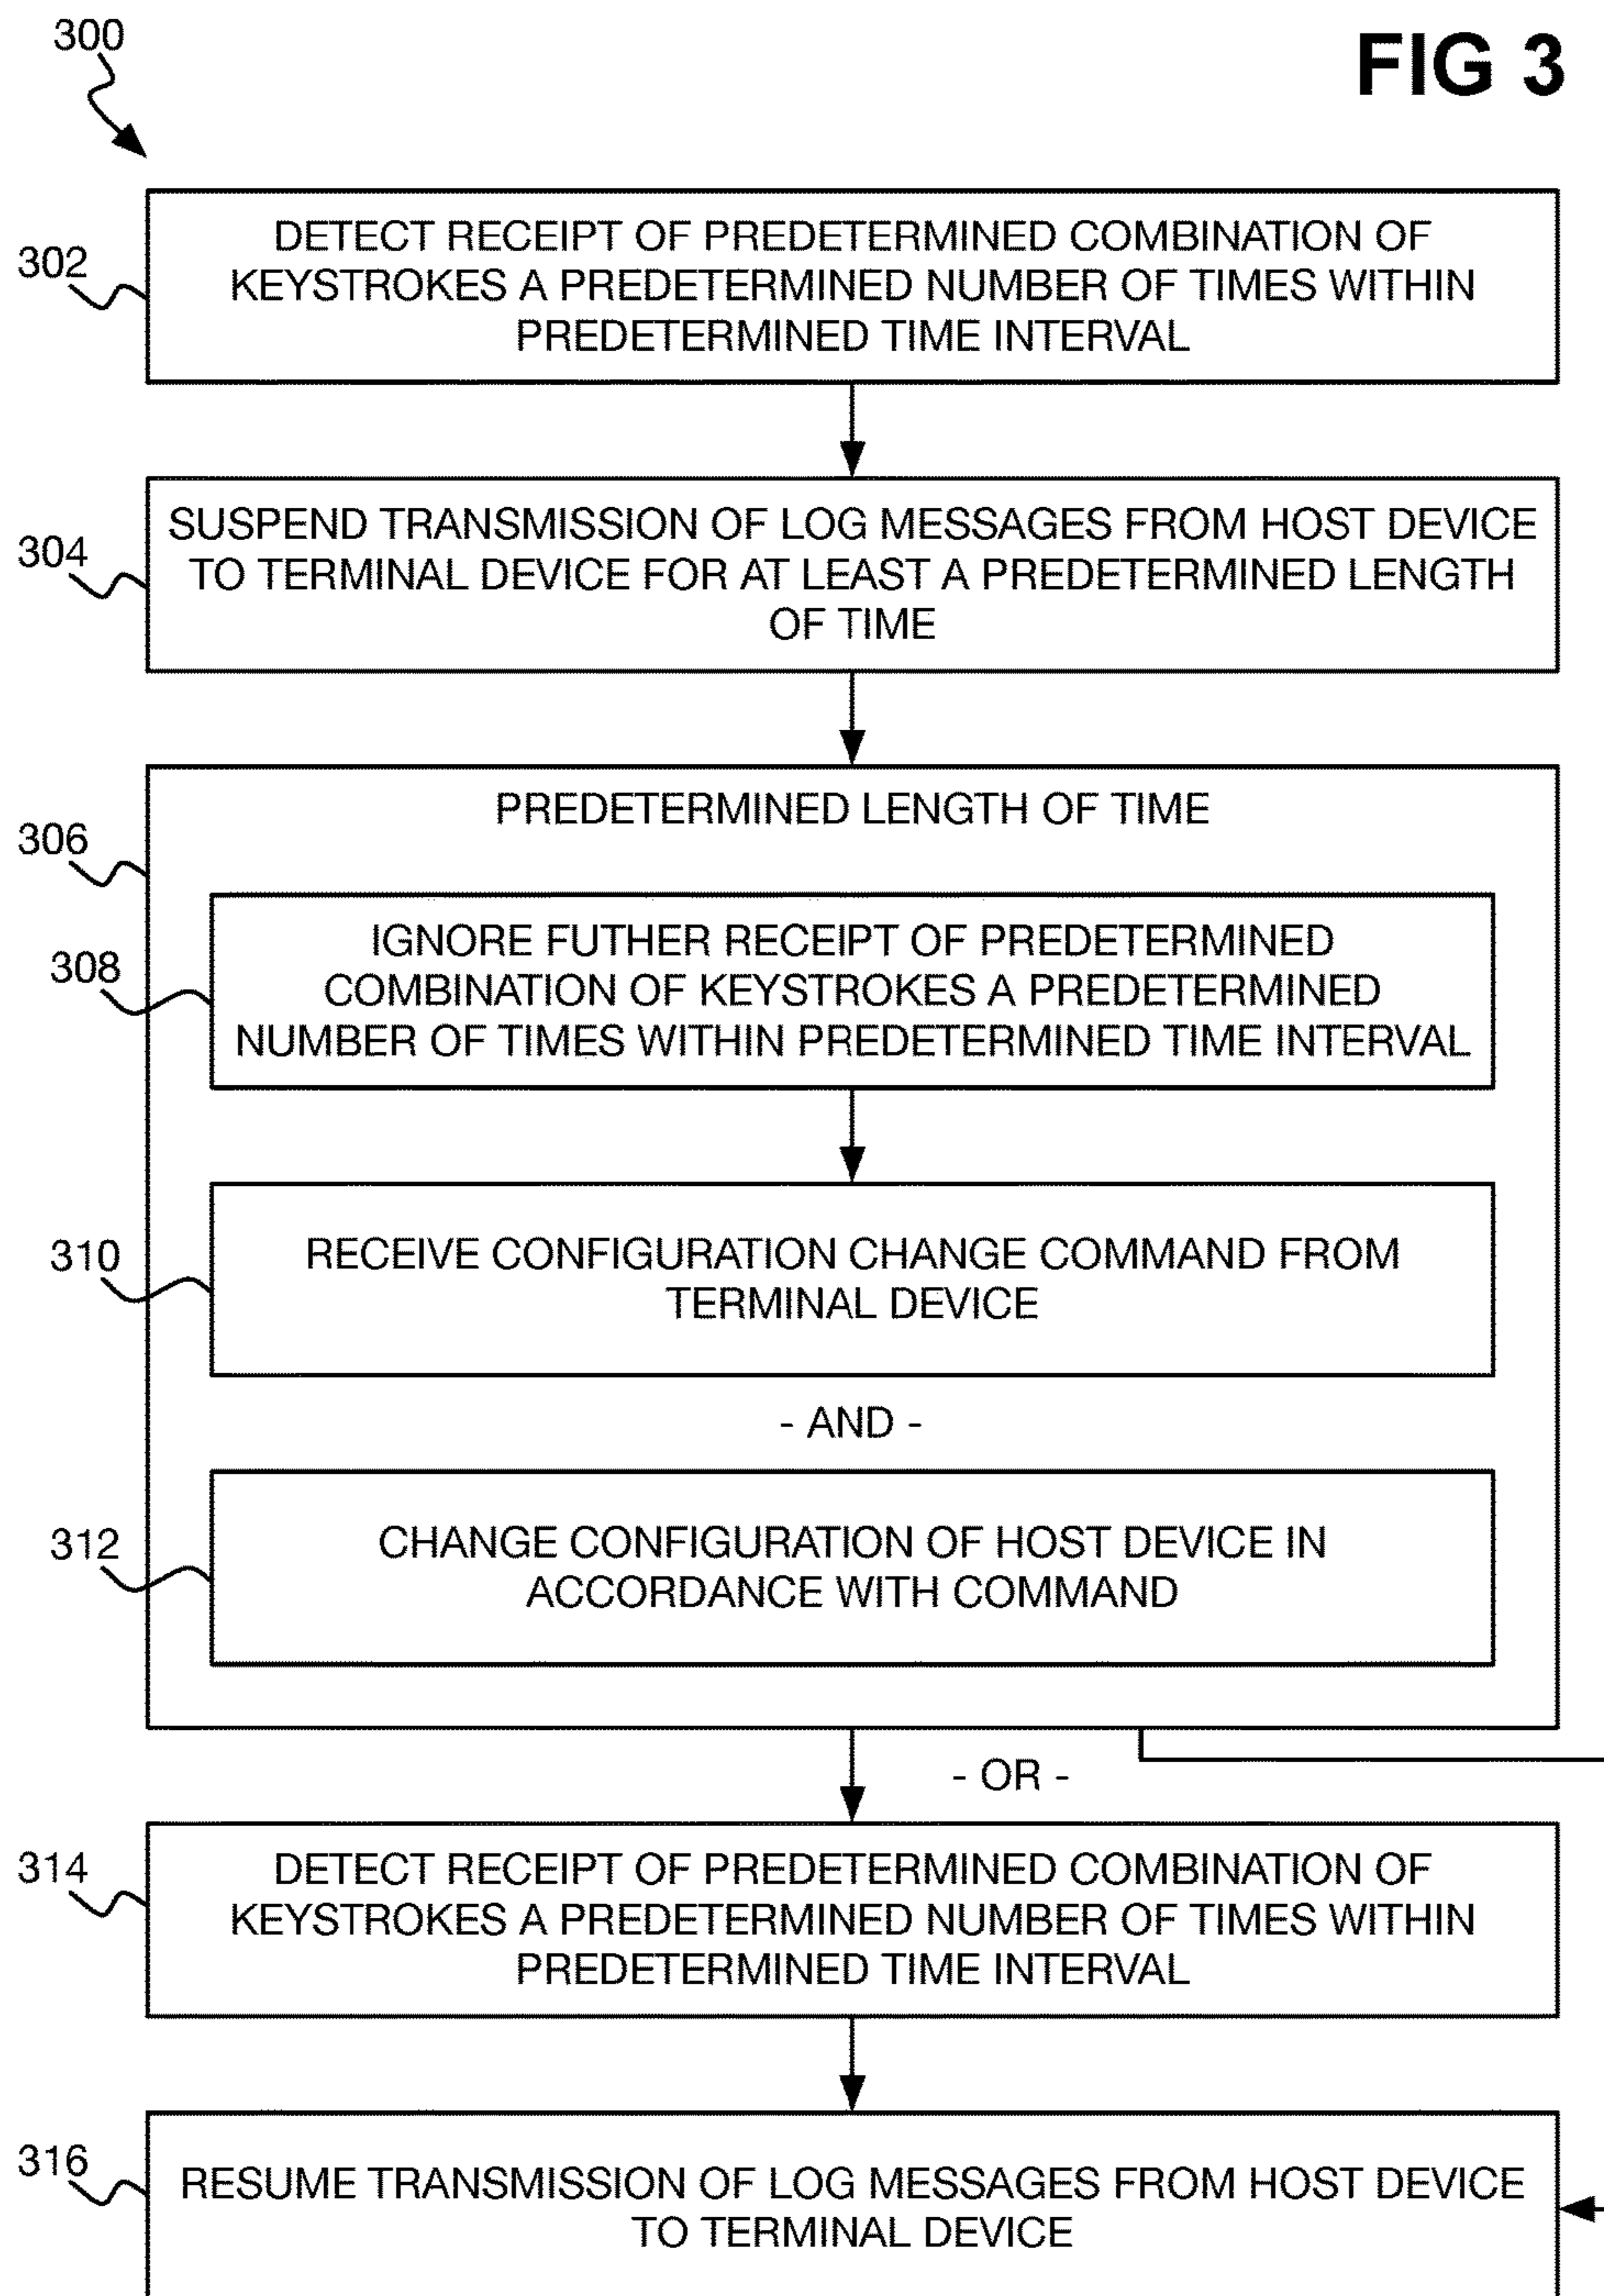 300
FIG 3
302
DETECT RECEIPT OF PREDETERMINED COMBINATION OF
KEYSTROKES A PREDETERMINED NUMBER OF TIMES WITHIN
PREDETERMINED TIME INTERVAL
304
SUSPEND TRANSMISSION OF LOG MESSAGES FROM HOST DEVICE
TO TERMINAL DEVICE FOR AT LEAST A PREDETERMINED LENGTH
OF TIME
306
PREDETERMINED LENGTH OF TIME
308
IGNORE FUTHER RECEIPT OF PREDETERMINED
COMBINATION OF KEYSTROKES A PREDETERMINED
NUMBER OF TIMES WITHIN PREDETERMINED TIME INTERVAL
310
RECEIVE CONFIGURATION CHANGE COMMAND FROM
TERMINAL DEVICE
- AND -
312
CHANGE CONFIGURATION OF HOST DEVICE IN
ACCORDANCE WITH COMMAND
- OR -
314
DETECT RECEIPT OF PREDETERMINED COMBINATION OF
KEYSTROKES A PREDETERMINED NUMBER OF TIMES WITHIN
PREDETERMINED TIME INTERVAL
316
RESUME TRANSMISSION OF LOG MESSAGES FROM HOST DEVICE
TO TERMINAL DEVICE